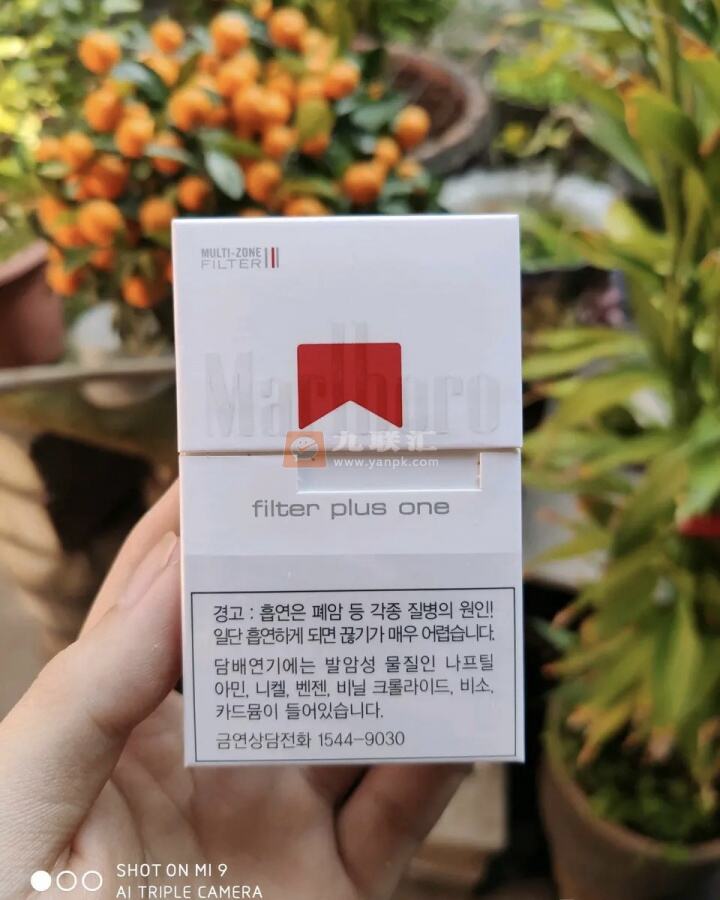 MULTI-ZONE
FILTER
Marlboro
九联汇
www.yanpk.com
filter plus one
경고 : 흡연은 폐암 등 각종 질병의 원인!
일단 흡연하게 되면 끊기가 매우 어렵습니다.
담배연기에는 발암성 물질인 나프틸
아민, 니켈, 벤젠, 비닐 크롤라이드, 비소,
카드뮴이 들어있습니다.
금연상담전화 1544-9030
SHOT ON MI 9
AI TRIPLE CAMERA